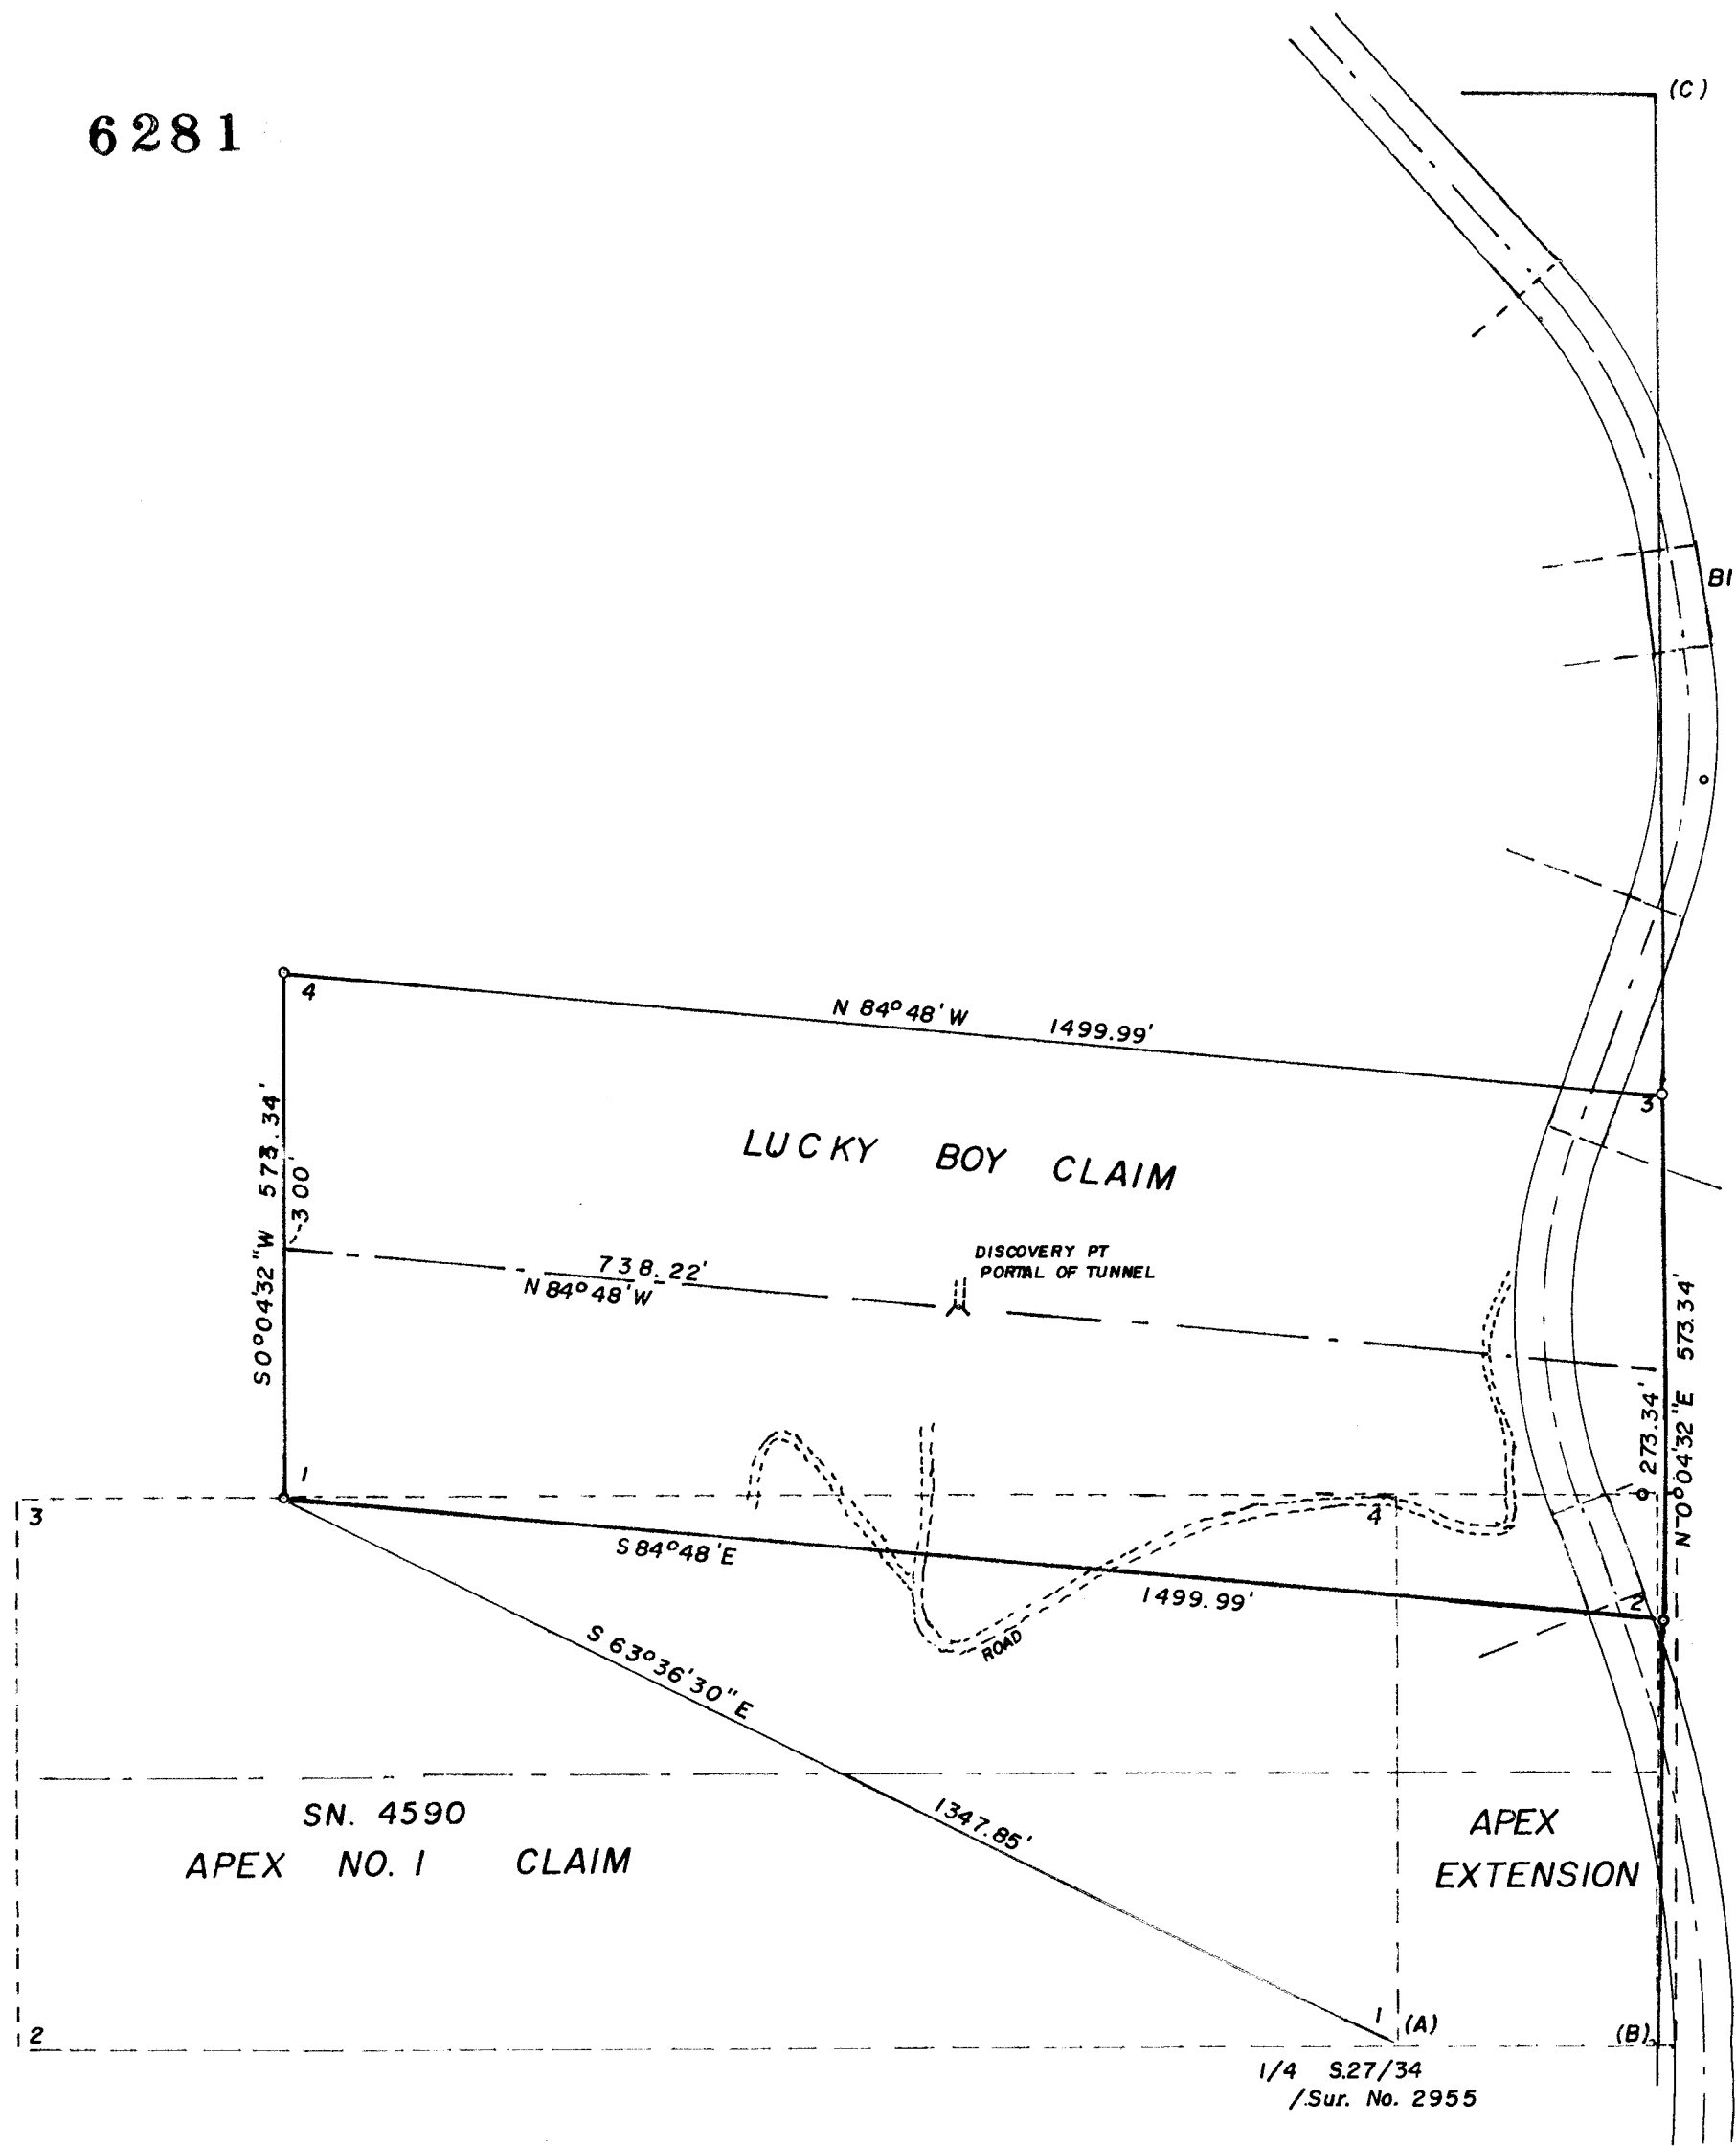 6281
(C)
B1
4
N 84°48'W 1499.99'
3
S 0°04'32"W 573.34'
300'
LUCKY BOY CLAIM
DISCOVERY PT
PORTAL OF TUNNEL
738.22'
N 84°48'W
273.34'
N 0°04'32"E 573.34'
1
3
4
S 84°48'E
1499.99'
2
ROAD
S 63°36'30"E
1347.85'
SN. 4590
APEX NO. 1 CLAIM
APEX
EXTENSION
1
(A)
(B)
2
1/4 S.27/34
/Sur. No. 2955